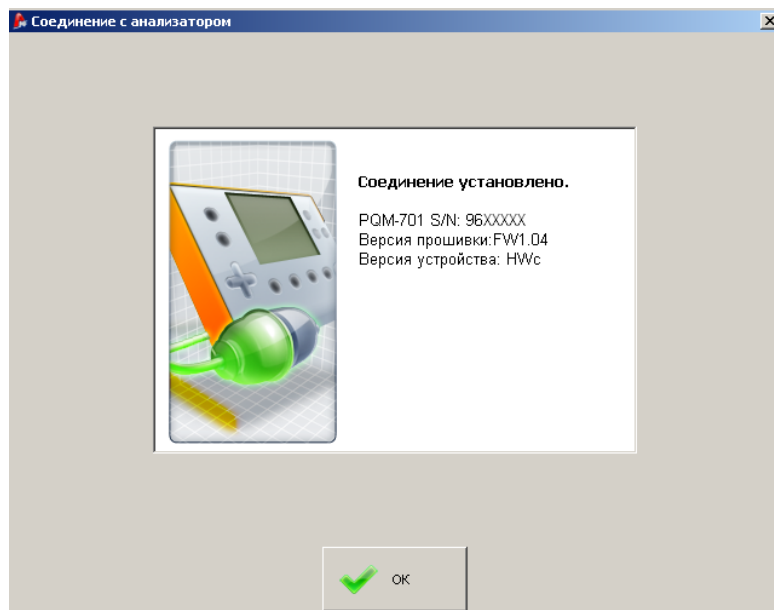 Соединение с анализатором
Соединение установлено.
PQM-701 S/N: 96XXXXX
Версия прошивки:FW1.04
Версия устройства: HWc
OK